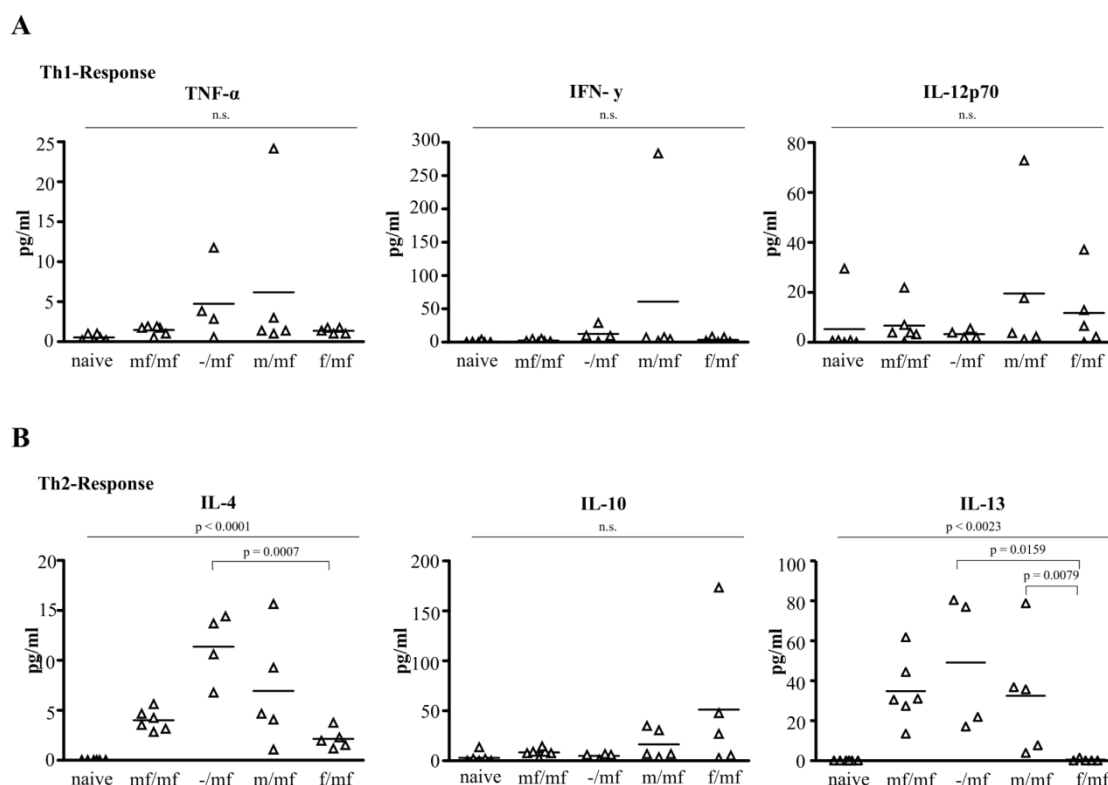 A
Th1-Response
TNF-α
n.s.
25
20
15
10
5
0
pg/ml
naive mf/mf -/mf m/mf f/mf
IFN- y
n.s.
300
250
200
150
100
50
0
pg/ml
naive mf/mf -/mf m/mf f/mf
IL-12p70
n.s.
80
60
40
20
0
pg/ml
naive mf/mf -/mf m/mf f/mf
B
Th2-Response
IL-4
p < 0.0001
p = 0.0007
20
15
10
5
0
pg/ml
naive mf/mf -/mf m/mf f/mf
IL-10
n.s.
200
150
100
50
0
pg/ml
naive mf/mf -/mf m/mf f/mf
IL-13
p < 0.0023
p = 0.0159
p = 0.0079
100
80
60
40
20
0
pg/ml
naive mf/mf -/mf m/mf f/mf